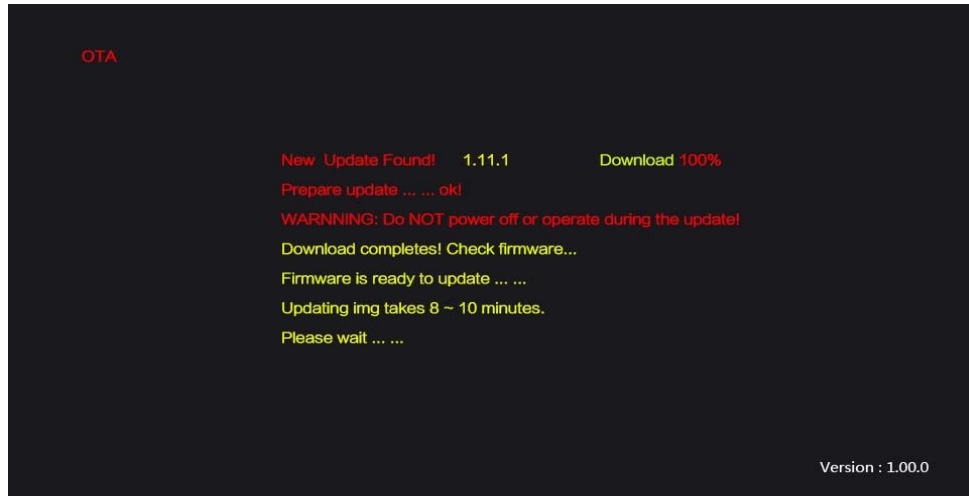 OTA
New Update Found! 1.11.1 Download 100%
Prepare update ... ... ok!
WARNNING: Do NOT power off or operate during the update!
Download completes! Check firmware...
Firmware is ready to update ... ...
Updating img takes 8 ~ 10 minutes.
Please wait ... ...
Version : 1.00.0